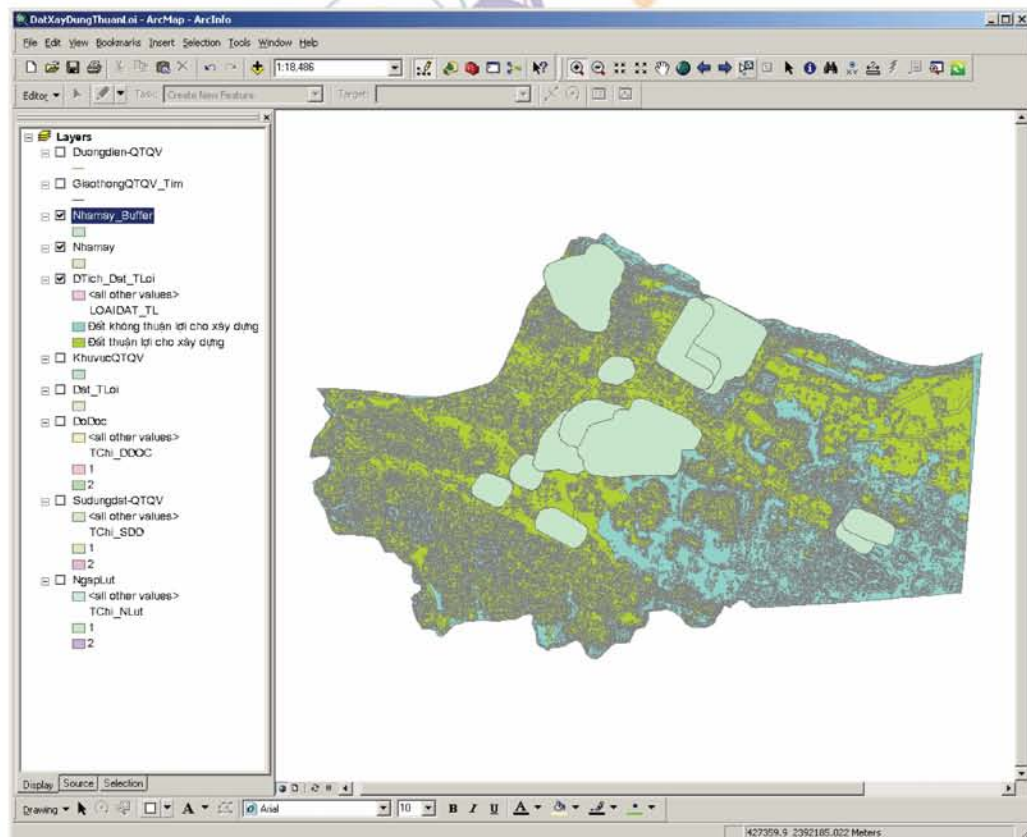 DatXayDungThuanLoi - ArcMap - ArcInfo
File Edit View Bookmarks Insert Selection Tools Window Help
1:18,486
Editor Task: Create New Feature Target:
Layers
Duongdien-QTQV
GiaothongQTQV_Tim
Nhamay_Buffer
Nhamay
DTich_Dat_TLoi
<all other values>
LOAIDAT_TL
Đất không thuận lợi cho xây dựng
Đất thuận lợi cho xây dựng
KhuvucQTQV
Dat_TLoi
DoDoc
<all other values>
TChi_DDOC
1
2
Sudungdat-QTQV
<all other values>
TChi_SDD
1
2
NgapLut
<all other values>
TChi_NLut
1
2
Display Source Selection
Drawing A Arial 10 B I U A
427359.9 2392185.022 Meters